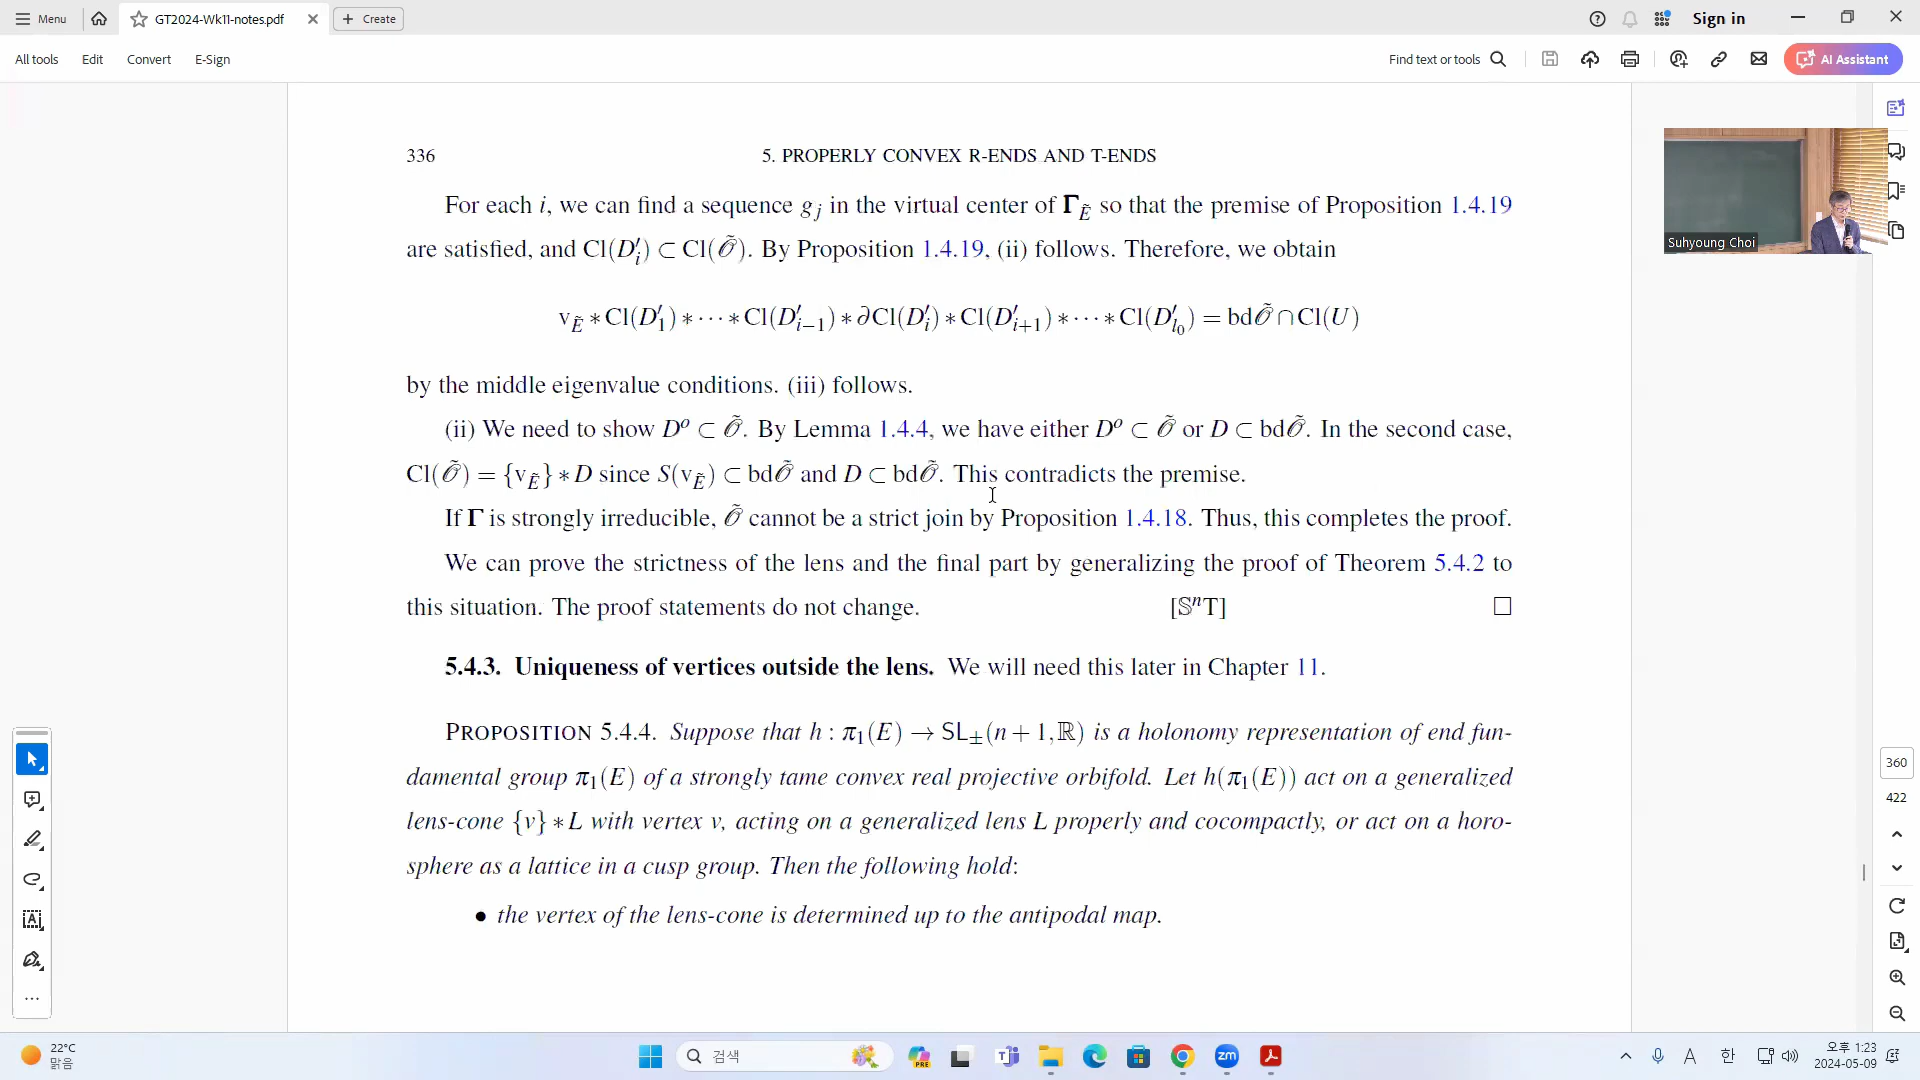 Menu
GT2024-Wk11-notes.pdf
Create
Sign in
All tools Edit Convert E-Sign
Find text or tools
AI Assistant
336 5. PROPERLY CONVEX R-ENDS AND T-ENDS
For each i, we can find a sequence g_j in the virtual center of Γ_Ẽ so that the premise of Proposition 1.4.19
are satisfied, and Cl(D′_i) ⊂ Cl(𝒪̃). By Proposition 1.4.19, (ii) follows. Therefore, we obtain
v_Ẽ ∗ Cl(D′_1) ∗ ⋯ ∗ Cl(D′_{i−1}) ∗ ∂Cl(D′_i) ∗ Cl(D′_{i+1}) ∗ ⋯ ∗ Cl(D′_{l_0}) = bd𝒪̃ ∩ Cl(U)
by the middle eigenvalue conditions. (iii) follows.
(ii) We need to show D^o ⊂ 𝒪̃. By Lemma 1.4.4, we have either D^o ⊂ 𝒪̃ or D ⊂ bd𝒪̃. In the second case,
Cl(𝒪̃) = {v_Ẽ} ∗ D since S(v_Ẽ) ⊂ bd𝒪̃ and D ⊂ bd𝒪̃. This contradicts the premise.
If Γ is strongly irreducible, 𝒪̃ cannot be a strict join by Proposition 1.4.18. Thus, this completes the proof.
We can prove the strictness of the lens and the final part by generalizing the proof of Theorem 5.4.2 to
this situation. The proof statements do not change. [𝕊^nT] □
5.4.3. Uniqueness of vertices outside the lens. We will need this later in Chapter 11.
PROPOSITION 5.4.4. Suppose that h : π_1(E) → SL_±(n+1,ℝ) is a holonomy representation of end fun-
damental group π_1(E) of a strongly tame convex real projective orbifold. Let h(π_1(E)) act on a generalized
lens-cone {v} ∗ L with vertex v, acting on a generalized lens L properly and cocompactly, or act on a horo-
sphere as a lattice in a cusp group. Then the following hold:
• the vertex of the lens-cone is determined up to the antipodal map.
Suhyoung Choi
360
422
22°C
맑음
검색
PRE
zm
A
한
오후 1:23
2024-05-09